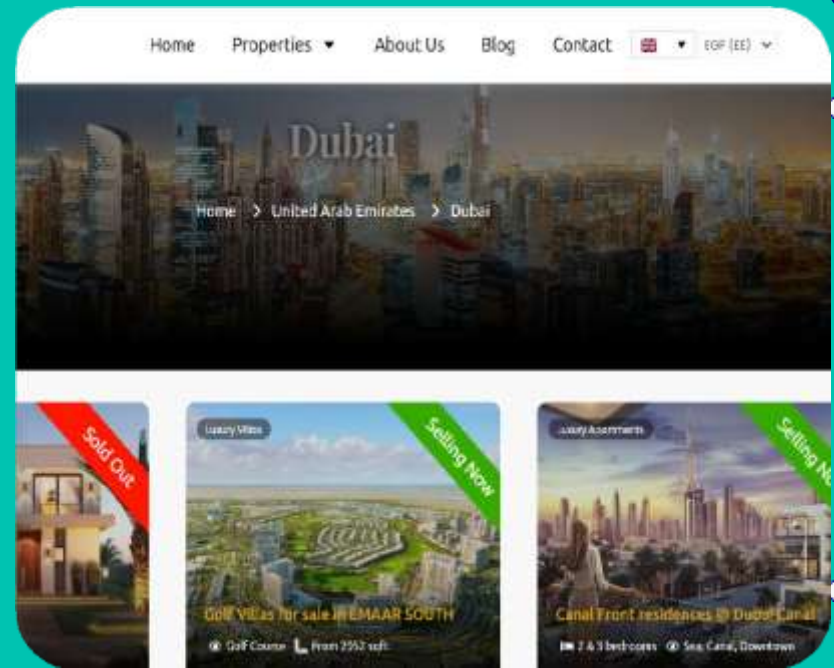 Home Properties About Us Blog Contact EGP (E£)
Dubai
Home > United Arab Emirates > Dubai
Sold Out
Luxury Villas
Selling Now
Golf Villas for sale in EMAAR SOUTH
Golf Course From 2552 sqft
Luxury Apartments
Selling
Canal Front residences @ Dubai Canal
2 & 3 bedrooms Sea, Canal, Downtown